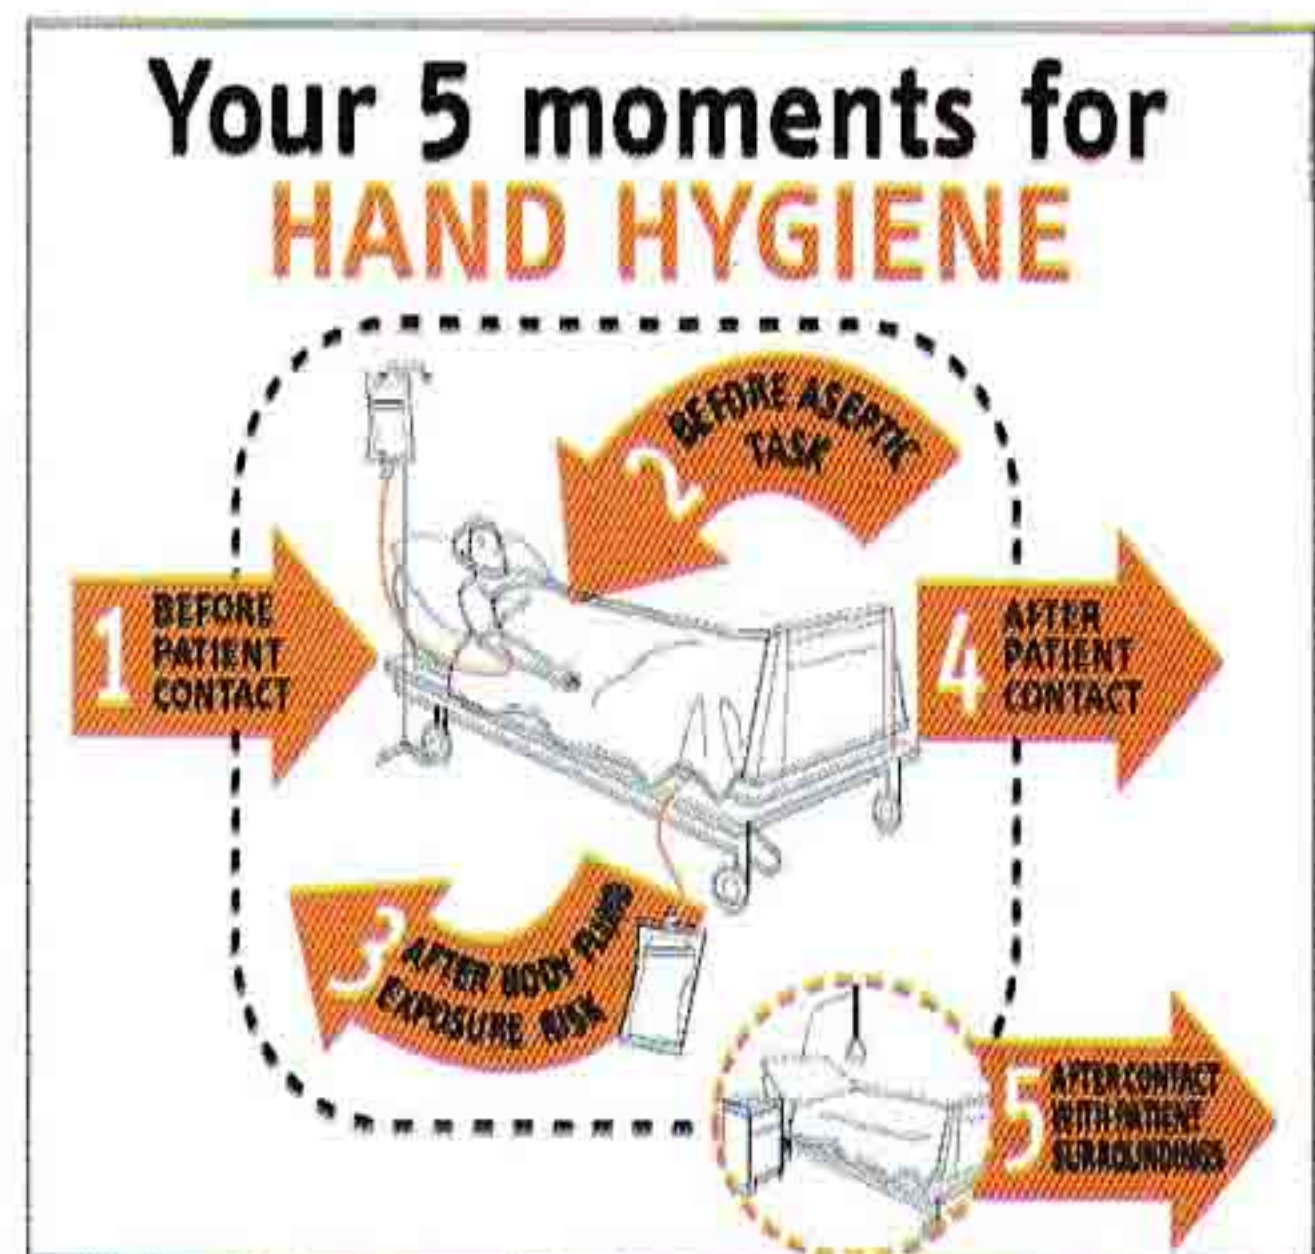 Your 5 moments for
HAND HYGIENE
1 BEFORE
PATIENT
CONTACT
2 BEFORE ASEPTIC
TASK
3 AFTER BODY FLUID
EXPOSURE RISK
4 AFTER
PATIENT
CONTACT
5 AFTER CONTACT
WITH PATIENT
SURROUNDINGS